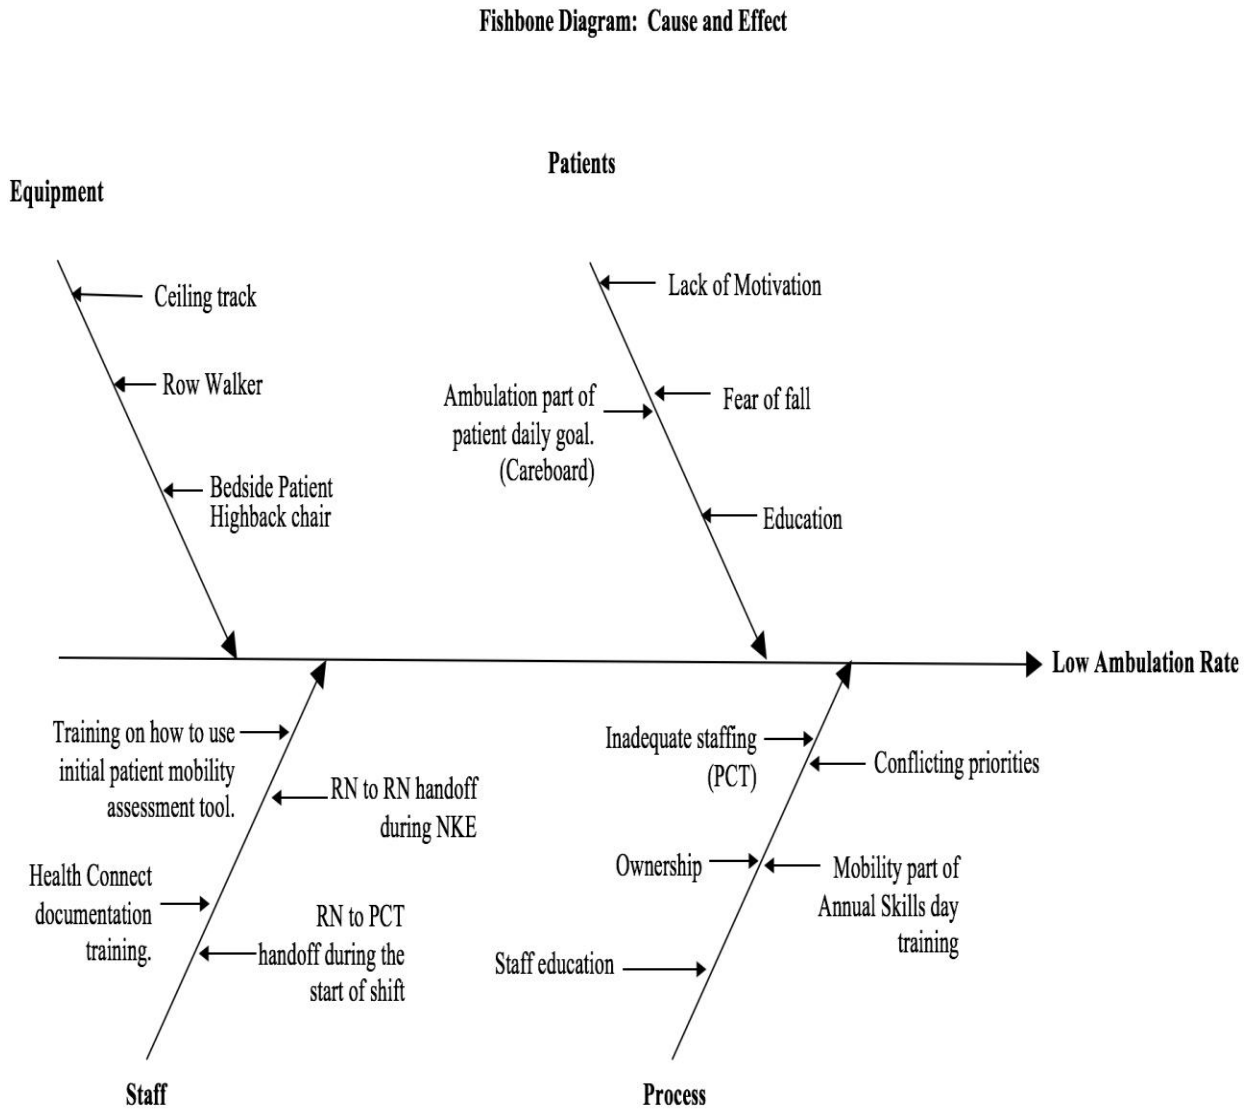 Fishbone Diagram: Cause and Effect
Equipment
Patients
Ceiling track
Row Walker
Bedside Patient
Highback chair
Lack of Motivation
Ambulation part of
patient daily goal.
(Careboard)
Fear of fall
Education
Low Ambulation Rate
Training on how to use
initial patient mobility
assessment tool.
RN to RN handoff
during NKE
Health Connect
documentation
training.
RN to PCT
handoff during the
start of shift
Staff
Inadequate staffing
(PCT)
Conflicting priorities
Ownership
Mobility part of
Annual Skills day
training
Staff education
Process